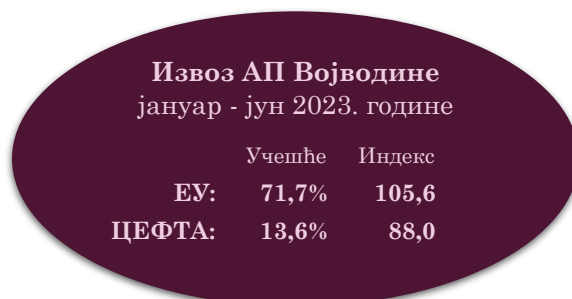 Извоз АП Војводине
јануар - јун 2023. године
Учешће Индекс
ЕУ: 71,7% 105,6
ЦЕФТА: 13,6% 88,0